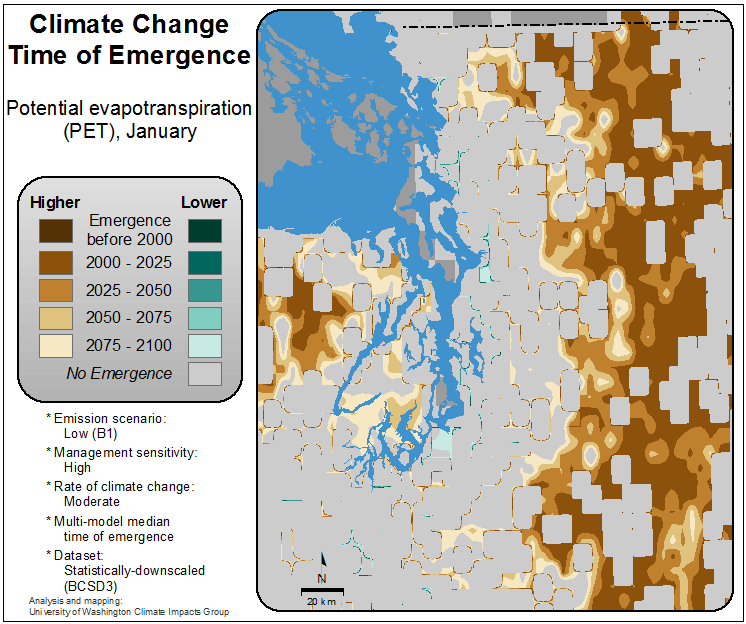 Climate Change
Time of Emergence
Potential evapotranspiration
(PET), January
Higher
Lower
Emergence
before 2000
2000 - 2025
2025 - 2050
2050 - 2075
2075 - 2100
No Emergence
* Emission scenario:
Low (B1)
* Management sensitivity:
High
* Rate of climate change:
Moderate
* Multi-model median
time of emergence
* Dataset:
Statistically-downscaled
(BCSD3)
Analysis and mapping:
University of Washington Climate Impacts Group
N
20 km